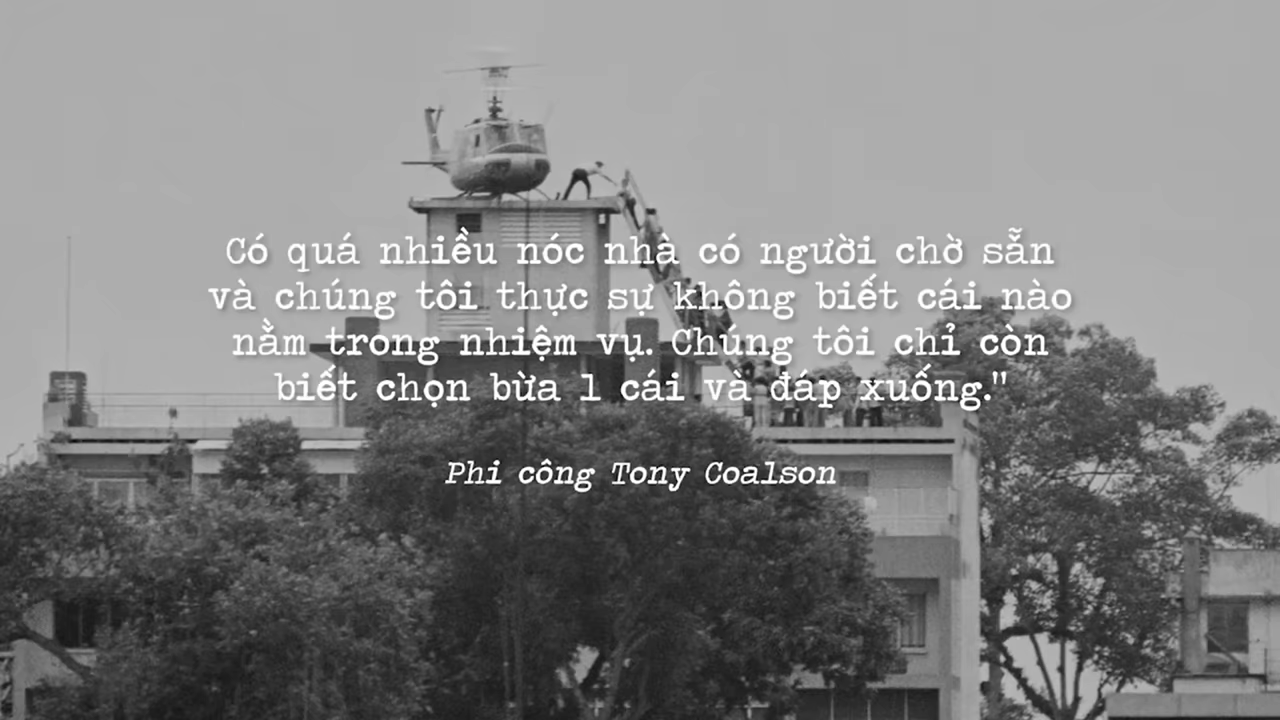 Có quá nhiều nóc nhà có người chờ sẵn
và chúng tôi thực sự không biết cái nào
nằm trong nhiệm vụ. Chúng tôi chỉ còn
biết chọn bừa 1 cái và đáp xuống."
Phi công Tony Coalson